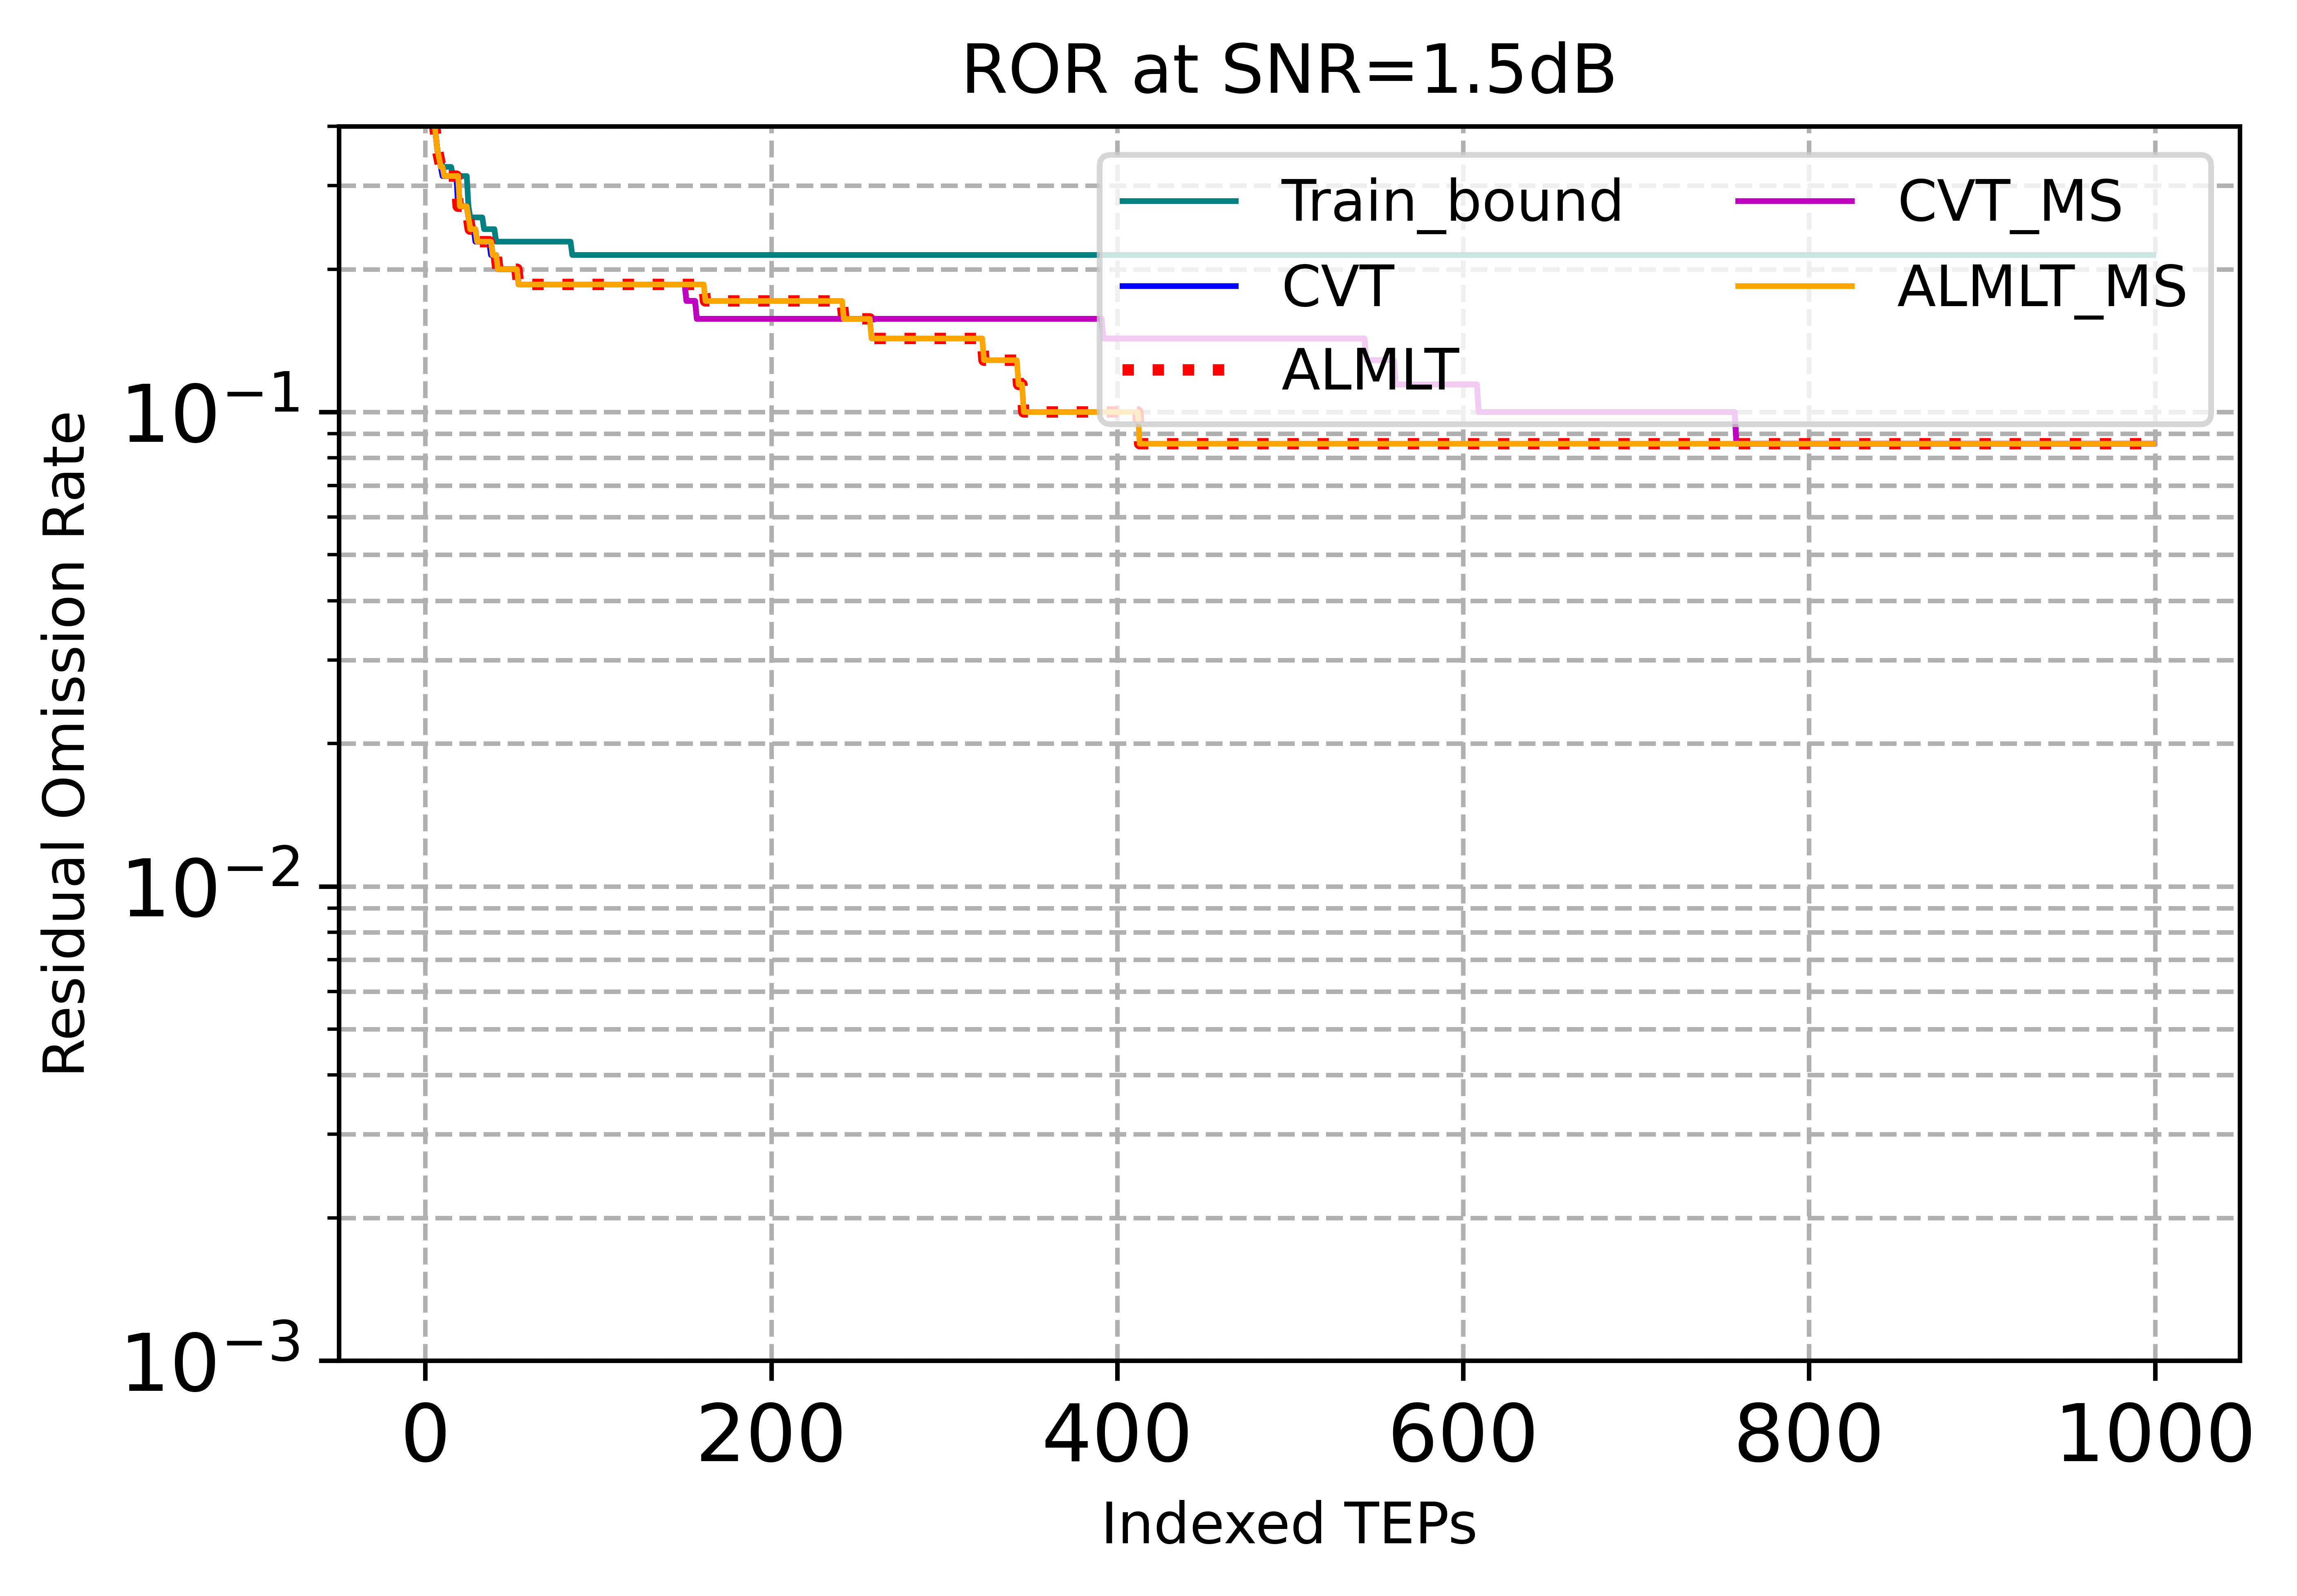 ROR at SNR=1.5dB
Train_bound
CVT
ALMLT
CVT_MS
ALMLT_MS
Residual Omission Rate
10⁻¹
10⁻²
10⁻³
0 200 400 600 800 1000
Indexed TEPs